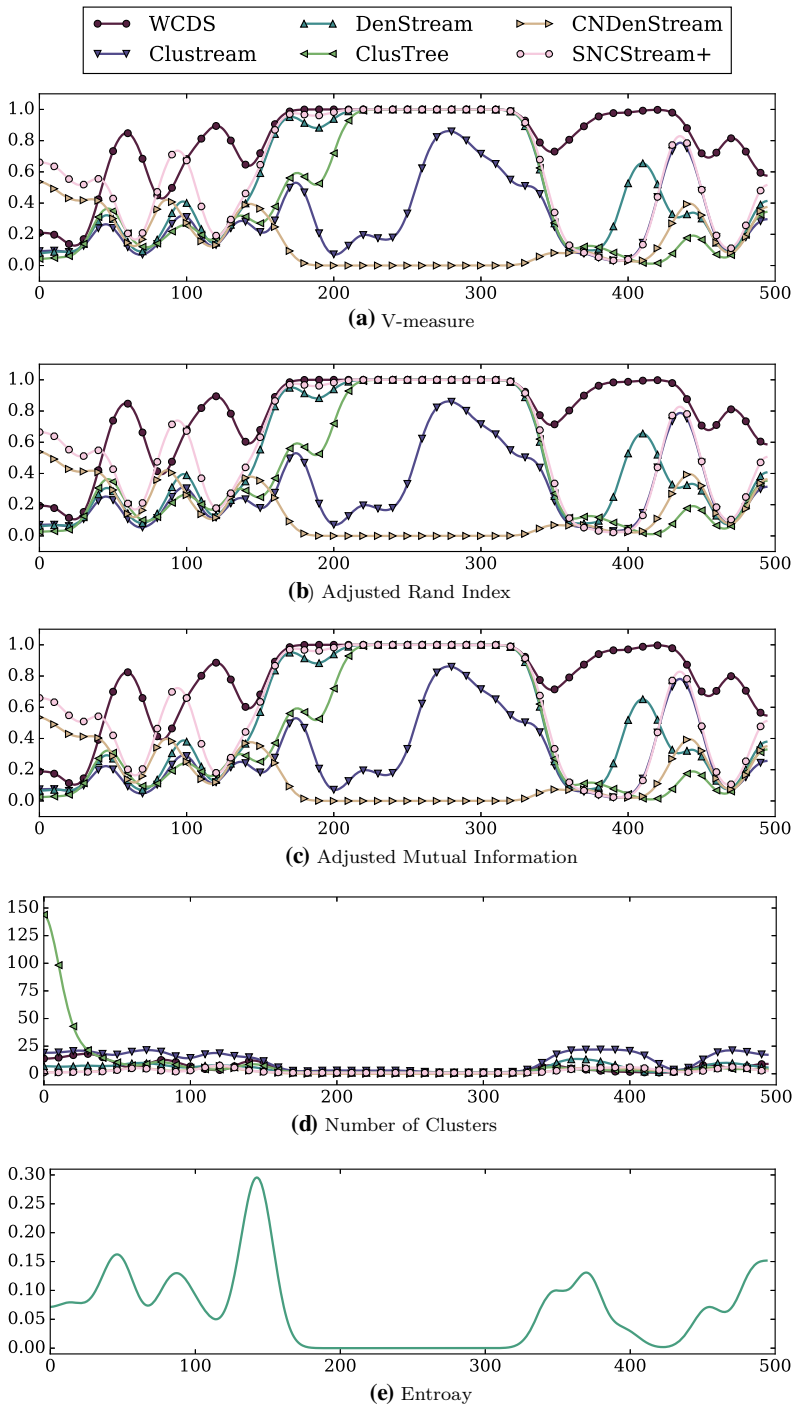 WCDS DenStream CNDenStream
Clustream ClusTree SNCStream+
1.0
0.8
0.6
0.4
0.2
0.0
0 100 200 300 400 500
(a) V-measure
1.0
0.8
0.6
0.4
0.2
0.0
0 100 200 300 400 500
(b) Adjusted Rand Index
1.0
0.8
0.6
0.4
0.2
0.0
0 100 200 300 400 500
(c) Adjusted Mutual Information
150
125
100
75
50
25
0
0 100 200 300 400 500
(d) Number of Clusters
0.30
0.25
0.20
0.15
0.10
0.05
0.00
0 100 200 300 400 500
(e) Entroay